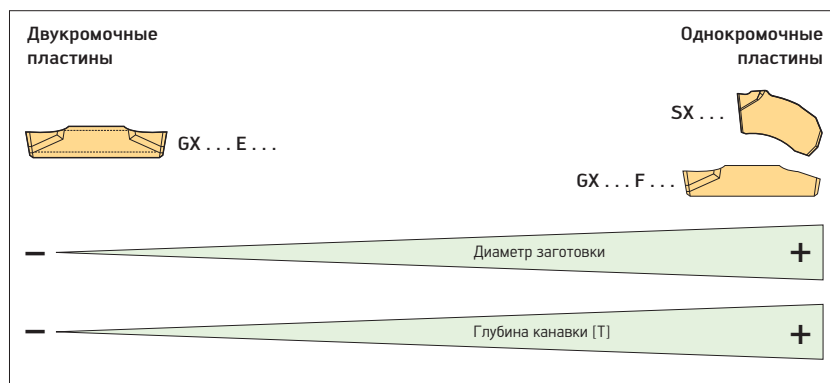 Двукромочные
пластины
Однокромочные
пластины
SX . . .
GX . . . E . . .
GX . . . F . . .
– Диаметр заготовки +
– Глубина канавки [T] +